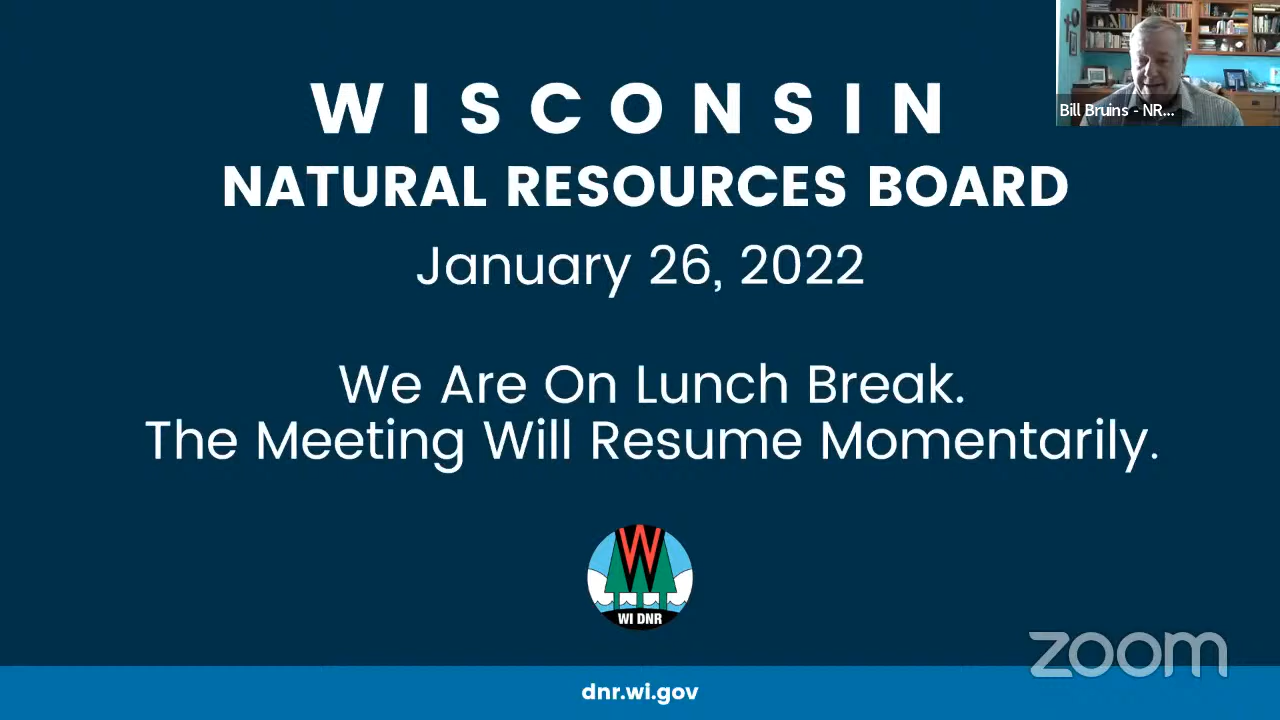 WISCONSIN
NATURAL RESOURCES BOARD
January 26, 2022
We Are On Lunch Break.
The Meeting Will Resume Momentarily.
Bill Bruins - NR...
W
WI DNR
zoom
dnr.wi.gov